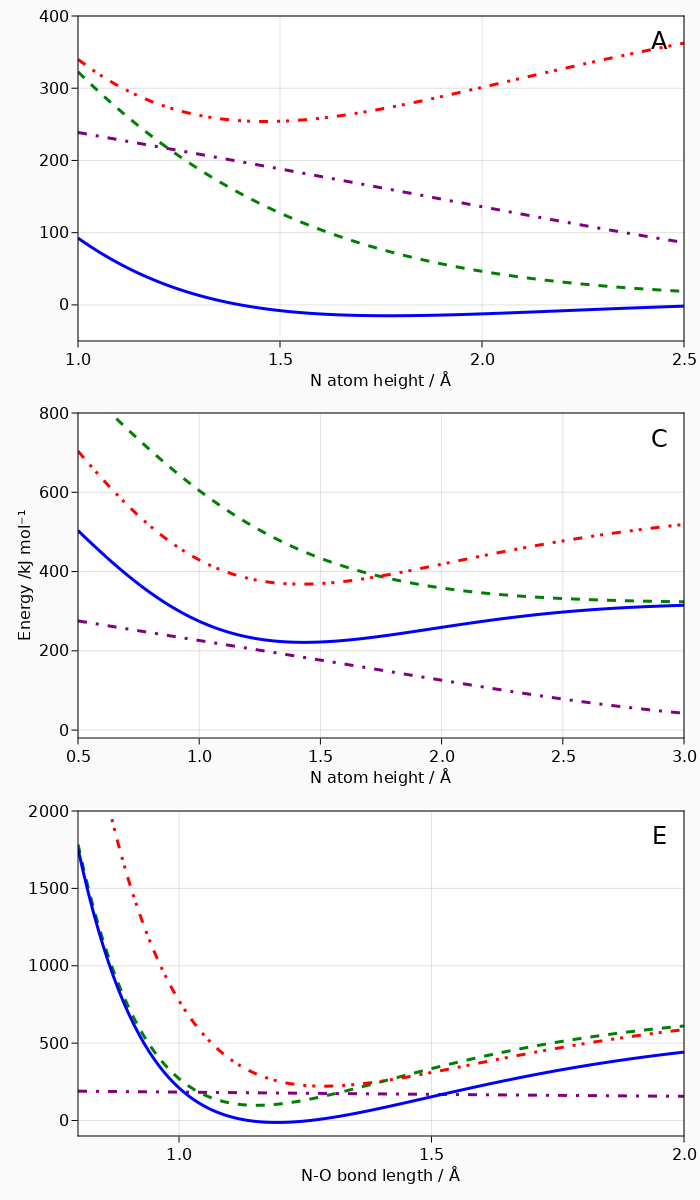 A
400
300
200
100
0
1.0 1.5 2.0 2.5
N atom height / Å
C
800
600
400
200
0
Energy /kJ mol⁻¹
0.5 1.0 1.5 2.0 2.5 3.0
N atom height / Å
E
2000
1500
1000
500
0
1.0 1.5 2.0
N-O bond length / Å